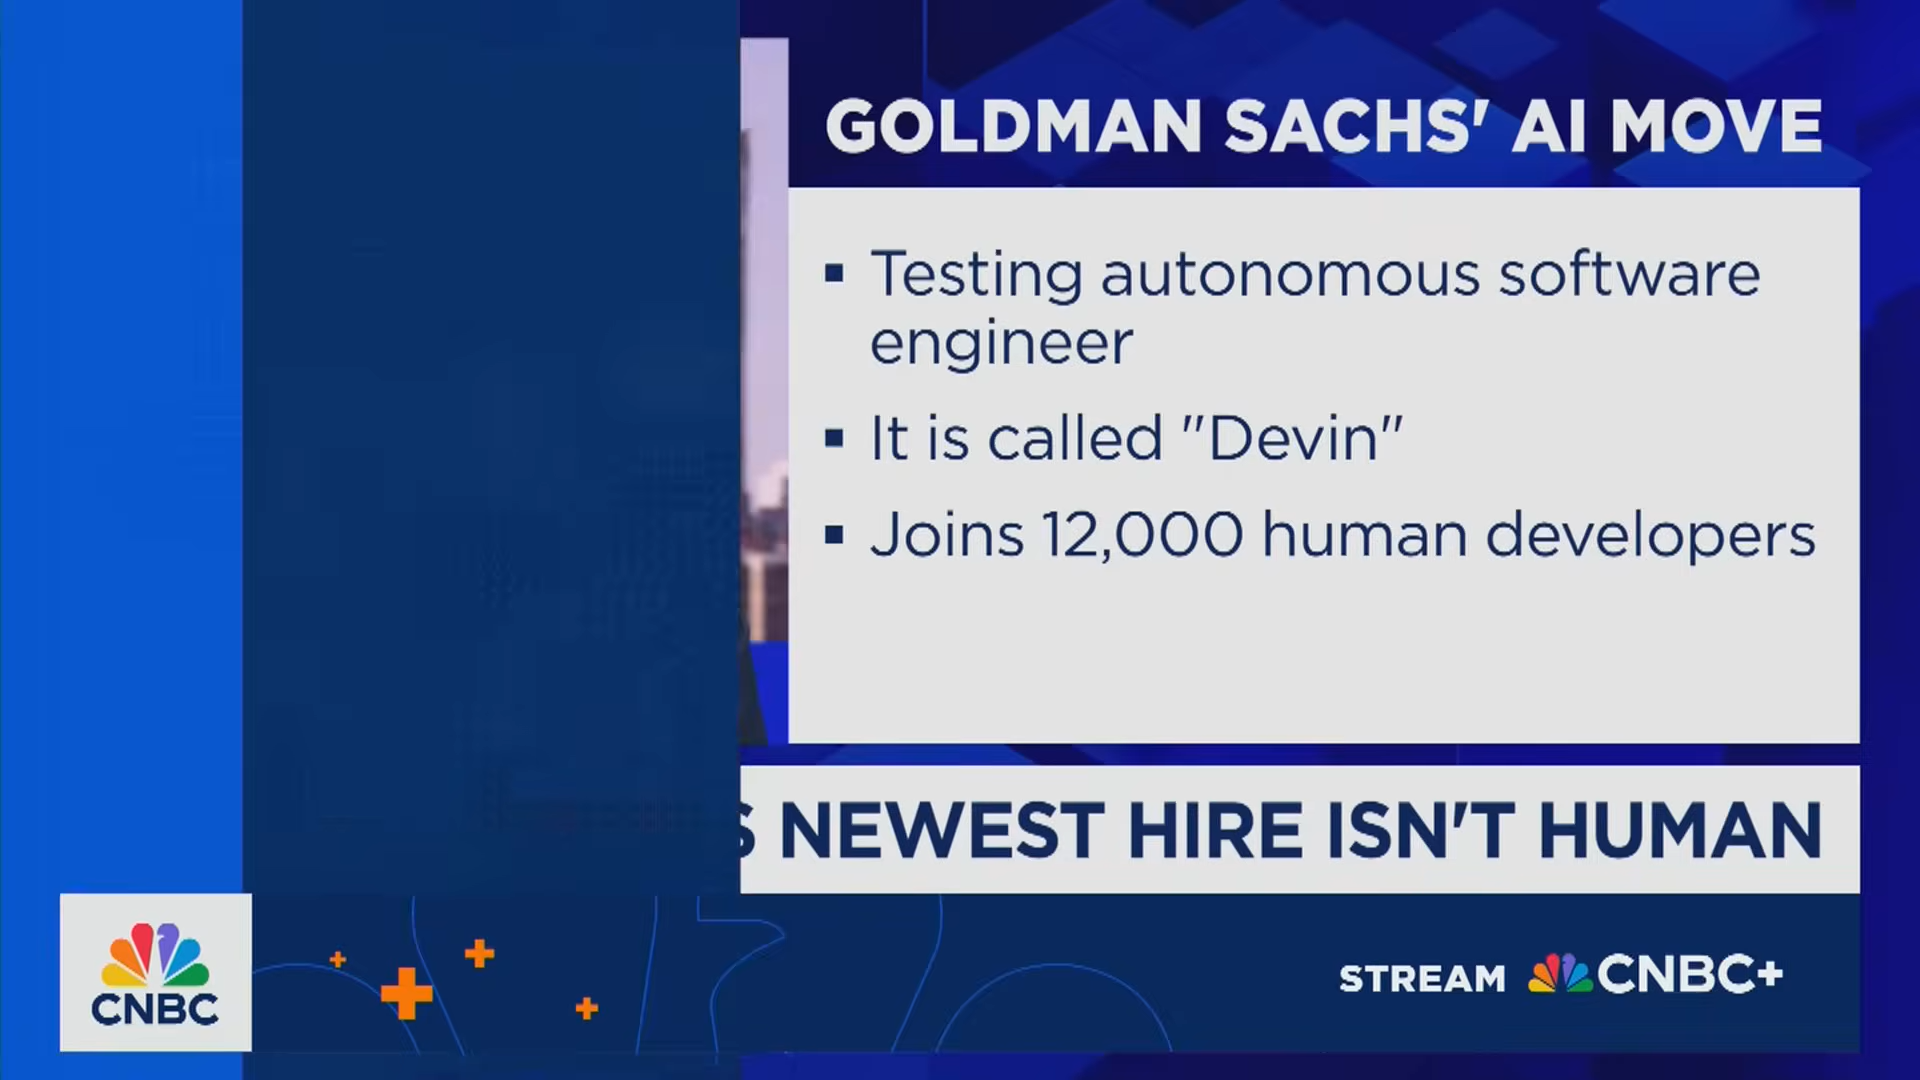 GOLDMAN SACHS' AI MOVE
▪ Testing autonomous software
engineer
▪ It is called "Devin"
▪ Joins 12,000 human developers
S NEWEST HIRE ISN'T HUMAN
CNBC
STREAM CNBC+